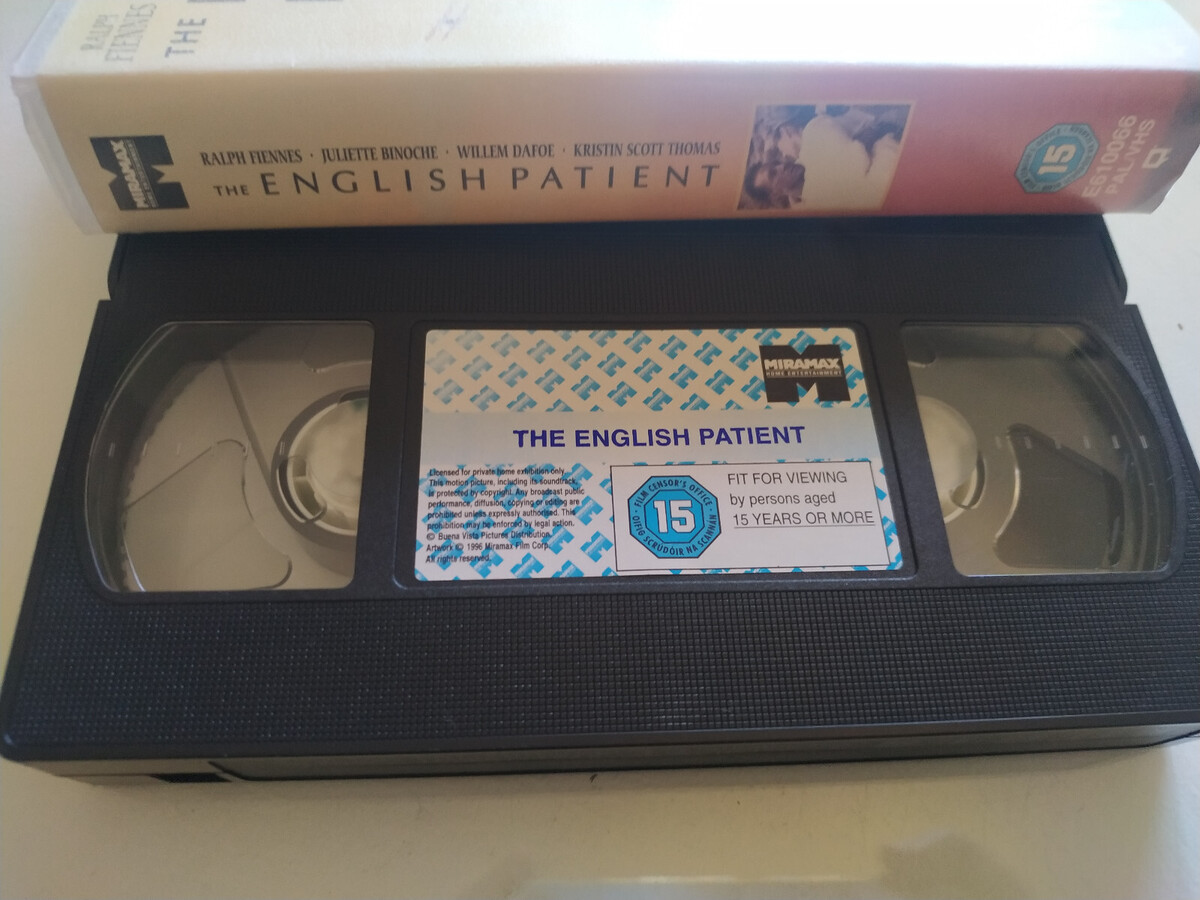 RALPH
FIENNES
THE
MIRAMAX
RALPH FIENNES · JULIETTE BINOCHE · WILLEM DAFOE · KRISTIN SCOTT THOMAS
THE ENGLISH PATIENT
15
E610066
PAL/VHS
MIRAMAX
HOME ENTERTAINMENT
THE ENGLISH PATIENT
Licensed for private home exhibition only.
This motion picture, including its soundtrack,
is protected by copyright. Any broadcast public
performance, diffusion, copying or editing are
prohibited unless expressly authorised. This
prohibition may be enforced by legal action.
© Buena Vista Pictures Distribution.
Artwork © 1996 Miramax Film Corp.
All rights reserved.
FILM CENSOR'S OFFICE
15
OIFIG SCRÚDÓIR NA SCANNÁN
FIT FOR VIEWING
by persons aged
15 YEARS OR MORE